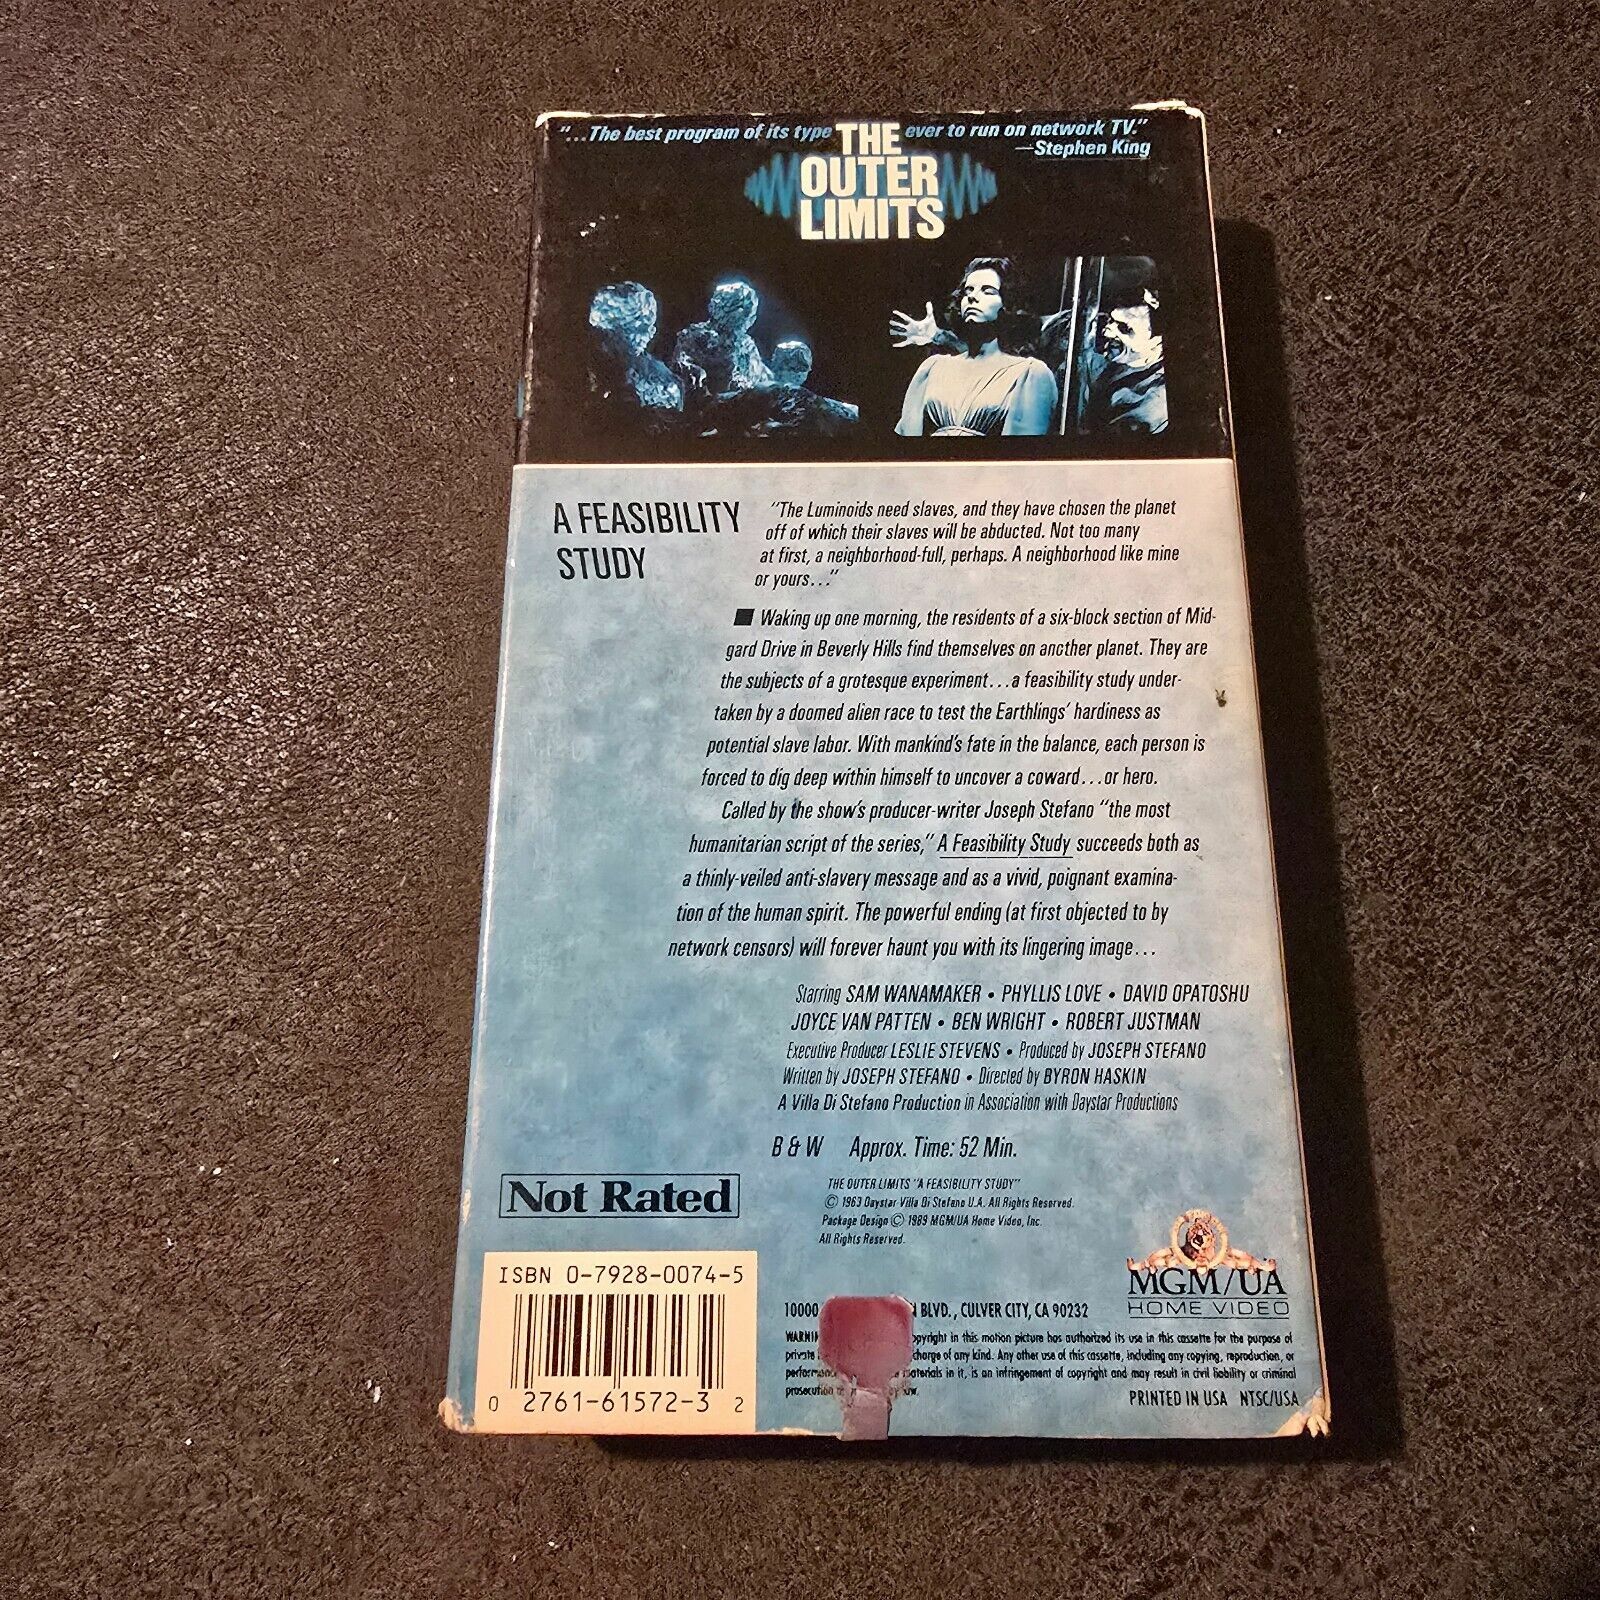 "...The best program of its type THE ever to run on network TV."
—Stephen King
OUTER
LIMITS
A FEASIBILITY
STUDY
"The Luminoids need slaves, and they have chosen the planet
off of which their slaves will be abducted. Not too many
at first, a neighborhood-full, perhaps. A neighborhood like mine
or yours..."
Waking up one morning, the residents of a six-block section of Mid-
gard Drive in Beverly Hills find themselves on another planet. They are
the subjects of a grotesque experiment...a feasibility study under-
taken by a doomed alien race to test the Earthlings' hardiness as
potential slave labor. With mankind's fate in the balance, each person is
forced to dig deep within himself to uncover a coward...or hero.
Called by the show's producer-writer Joseph Stefano "the most
humanitarian script of the series," A Feasibility Study succeeds both as
a thinly-veiled anti-slavery message and as a vivid, poignant examina-
tion of the human spirit. The powerful ending (at first objected to by
network censors) will forever haunt you with its lingering image...
Starring SAM WANAMAKER • PHYLLIS LOVE • DAVID OPATOSHU
JOYCE VAN PATTEN • BEN WRIGHT • ROBERT JUSTMAN
Executive Producer LESLIE STEVENS • Produced by JOSEPH STEFANO
Written by JOSEPH STEFANO • Directed by BYRON HASKIN
A Villa Di Stefano Production in Association with Daystar Productions
B & W Approx. Time: 52 Min.
Not Rated
THE OUTER LIMITS "A FEASIBILITY STUDY"
© 1963 Daystar-Villa Di Stefano U.A. All Rights Reserved.
Package Design © 1989 MGM/UA Home Video, Inc.
All Rights Reserved.
MGM/UA
HOME VIDEO
ISBN 0-7928-0074-5
0 2761-61572-3 2
10000 BLVD., CULVER CITY, CA 90232
copyright in this motion picture has authorized its use in this cassette for the purpose of
private charge of any kind. Any other use of this cassette, including any copying, reproduction, or
materials in it, is an infringement of copyright and may result in civil liability or criminal
prosecution law.
PRINTED IN USA NTSC/USA